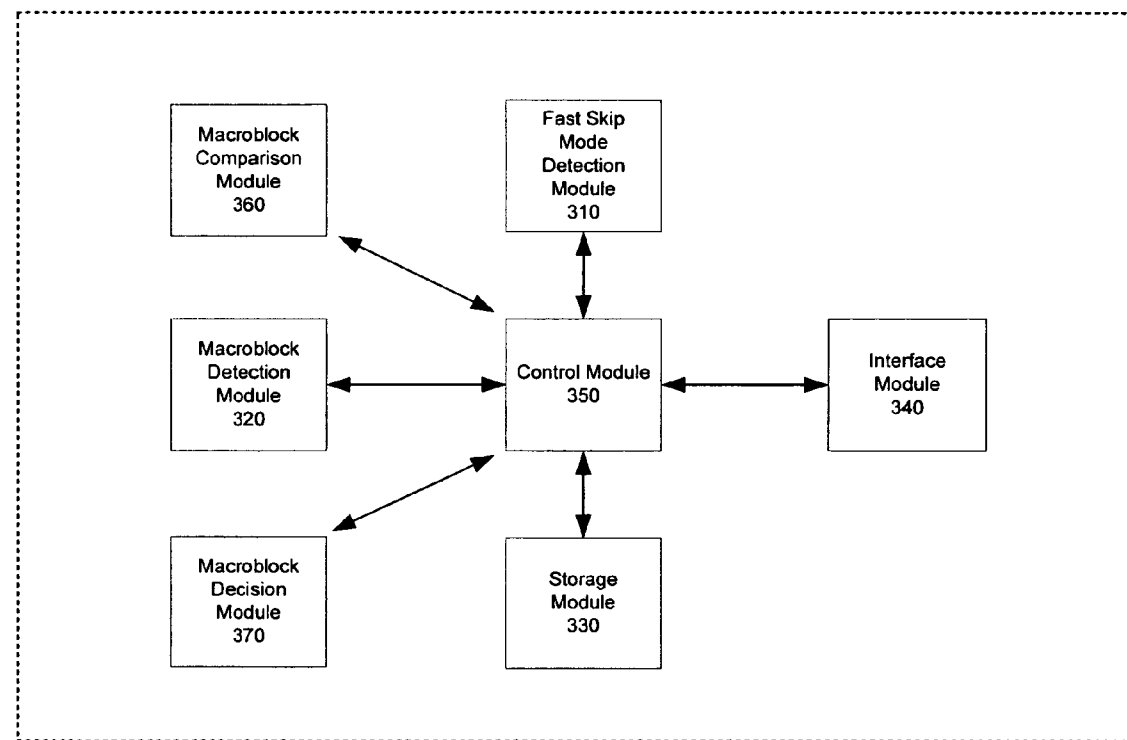 Macroblock
Comparison
Module
360
Fast Skip
Mode
Detection
Module
310
Macroblock
Detection
Module
320
Control Module
350
Interface
Module
340
Macroblock
Decision
Module
370
Storage
Module
330